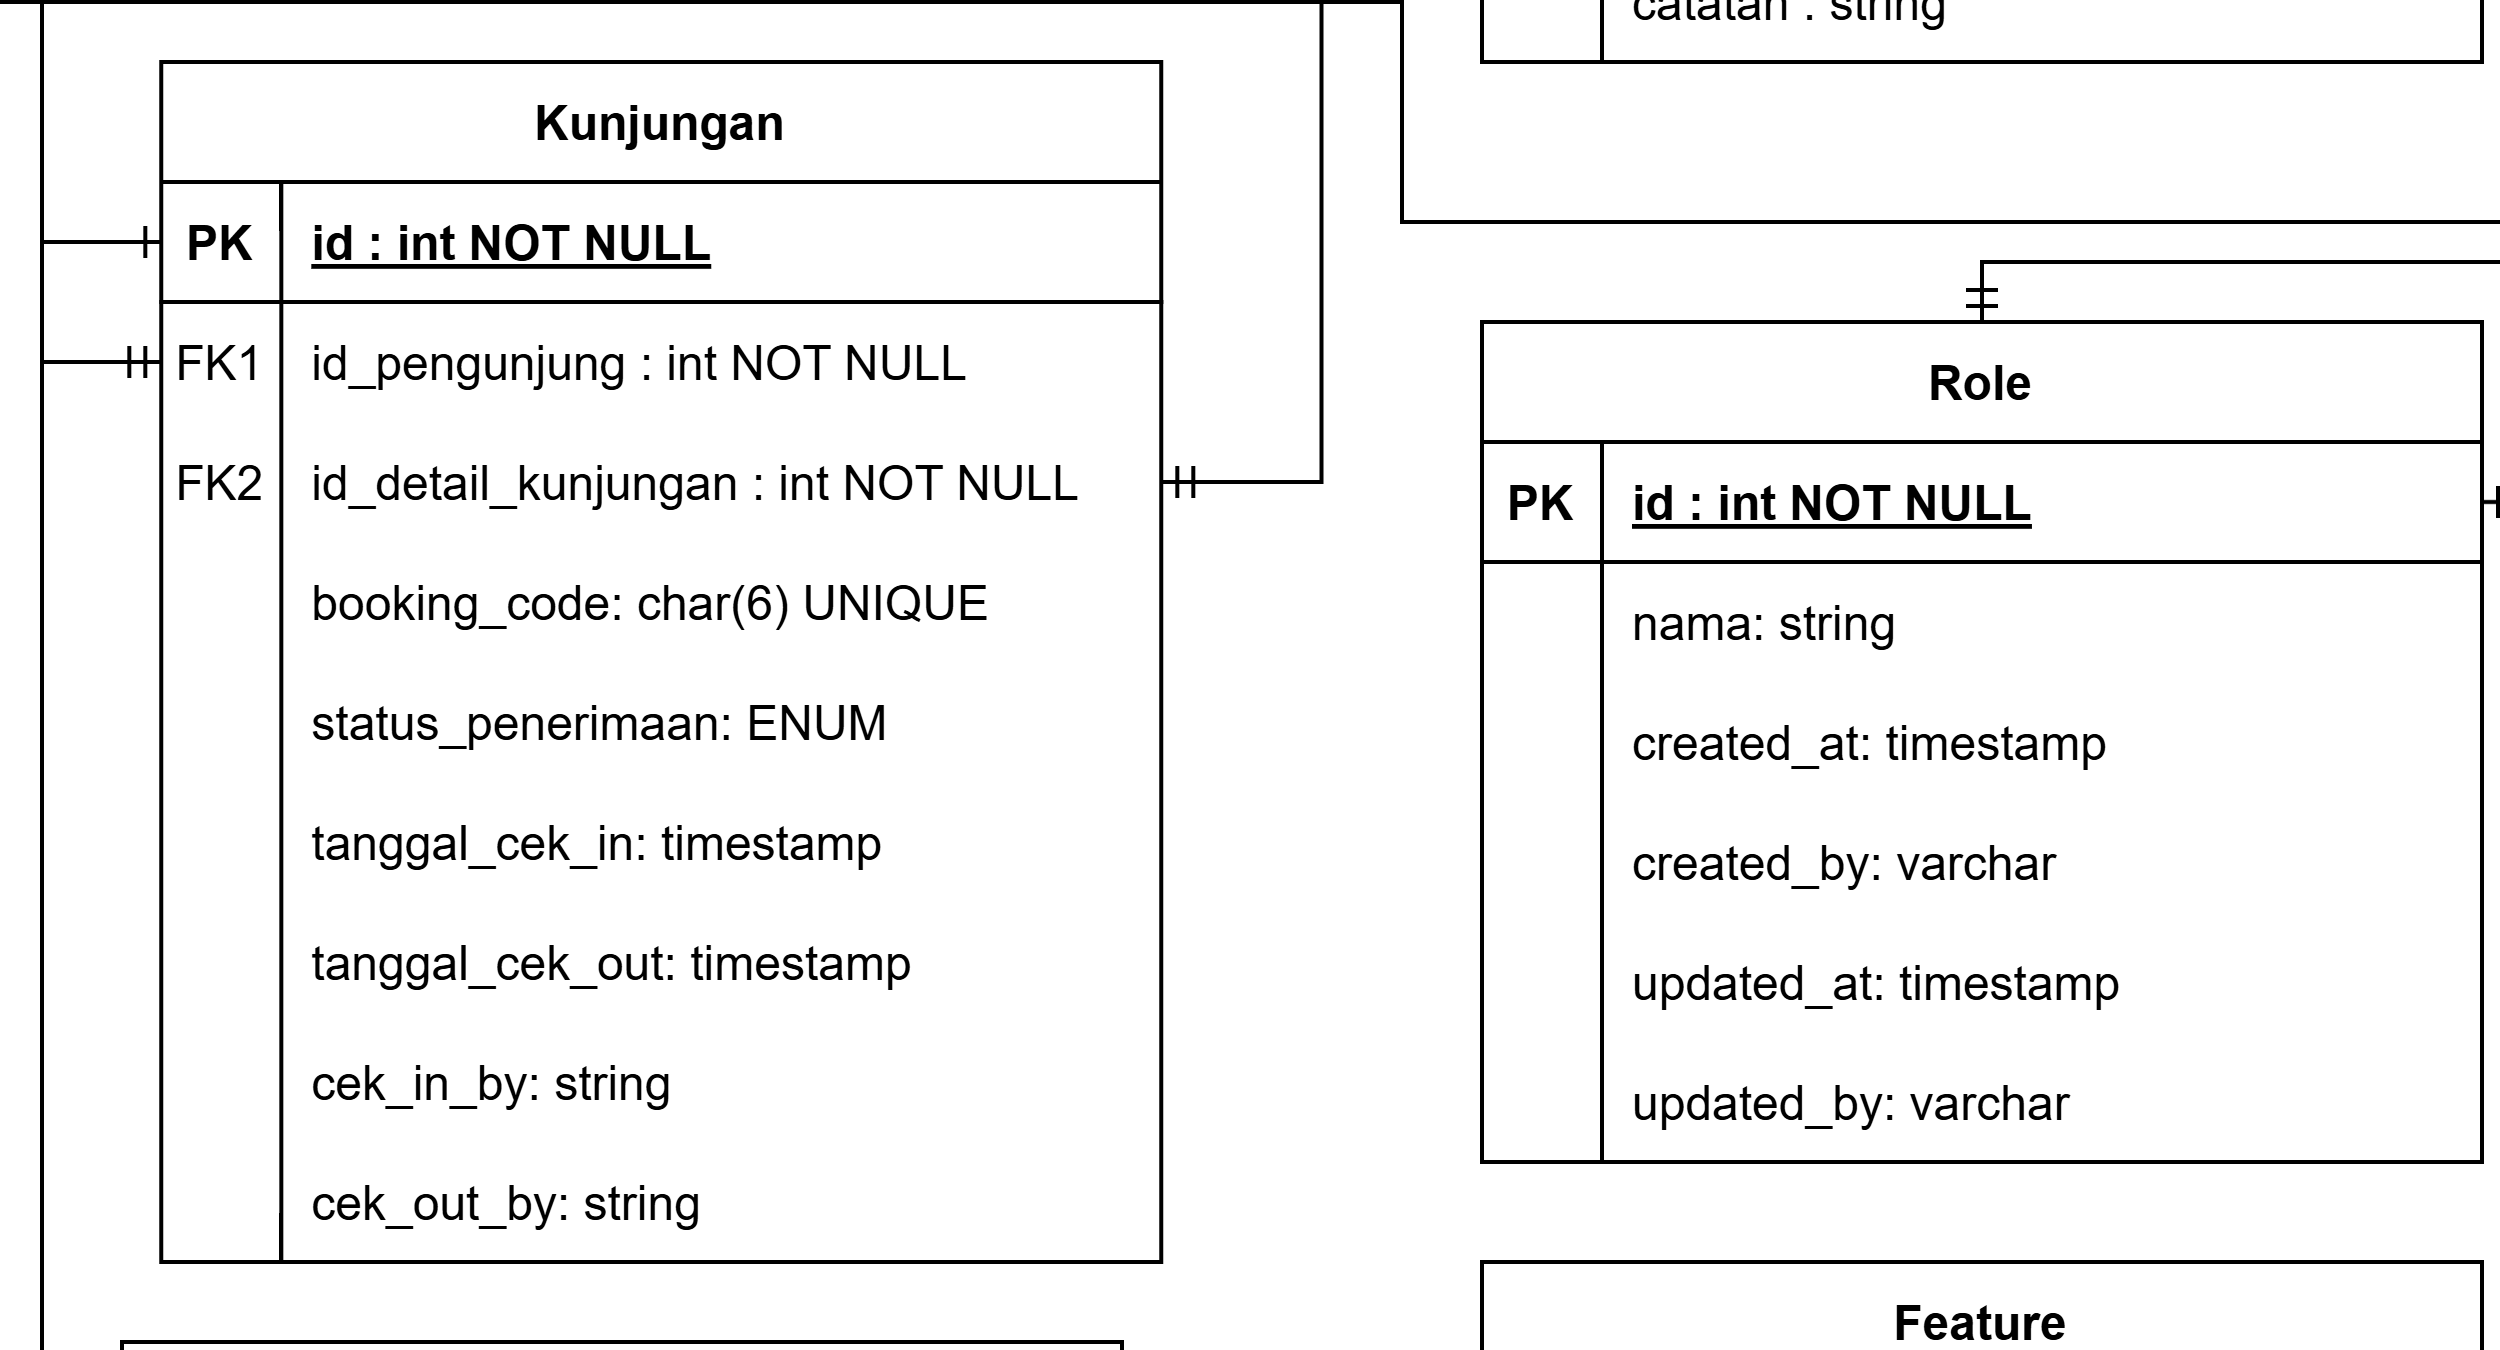 catatan : string
Kunjungan
PK id : int NOT NULL
FK1 id_pengunjung : int NOT NULL
FK2 id_detail_kunjungan : int NOT NULL
booking_code: char(6) UNIQUE
status_penerimaan: ENUM
tanggal_cek_in: timestamp
tanggal_cek_out: timestamp
cek_in_by: string
cek_out_by: string
Role
PK id : int NOT NULL
nama: string
created_at: timestamp
created_by: varchar
updated_at: timestamp
updated_by: varchar
Feature